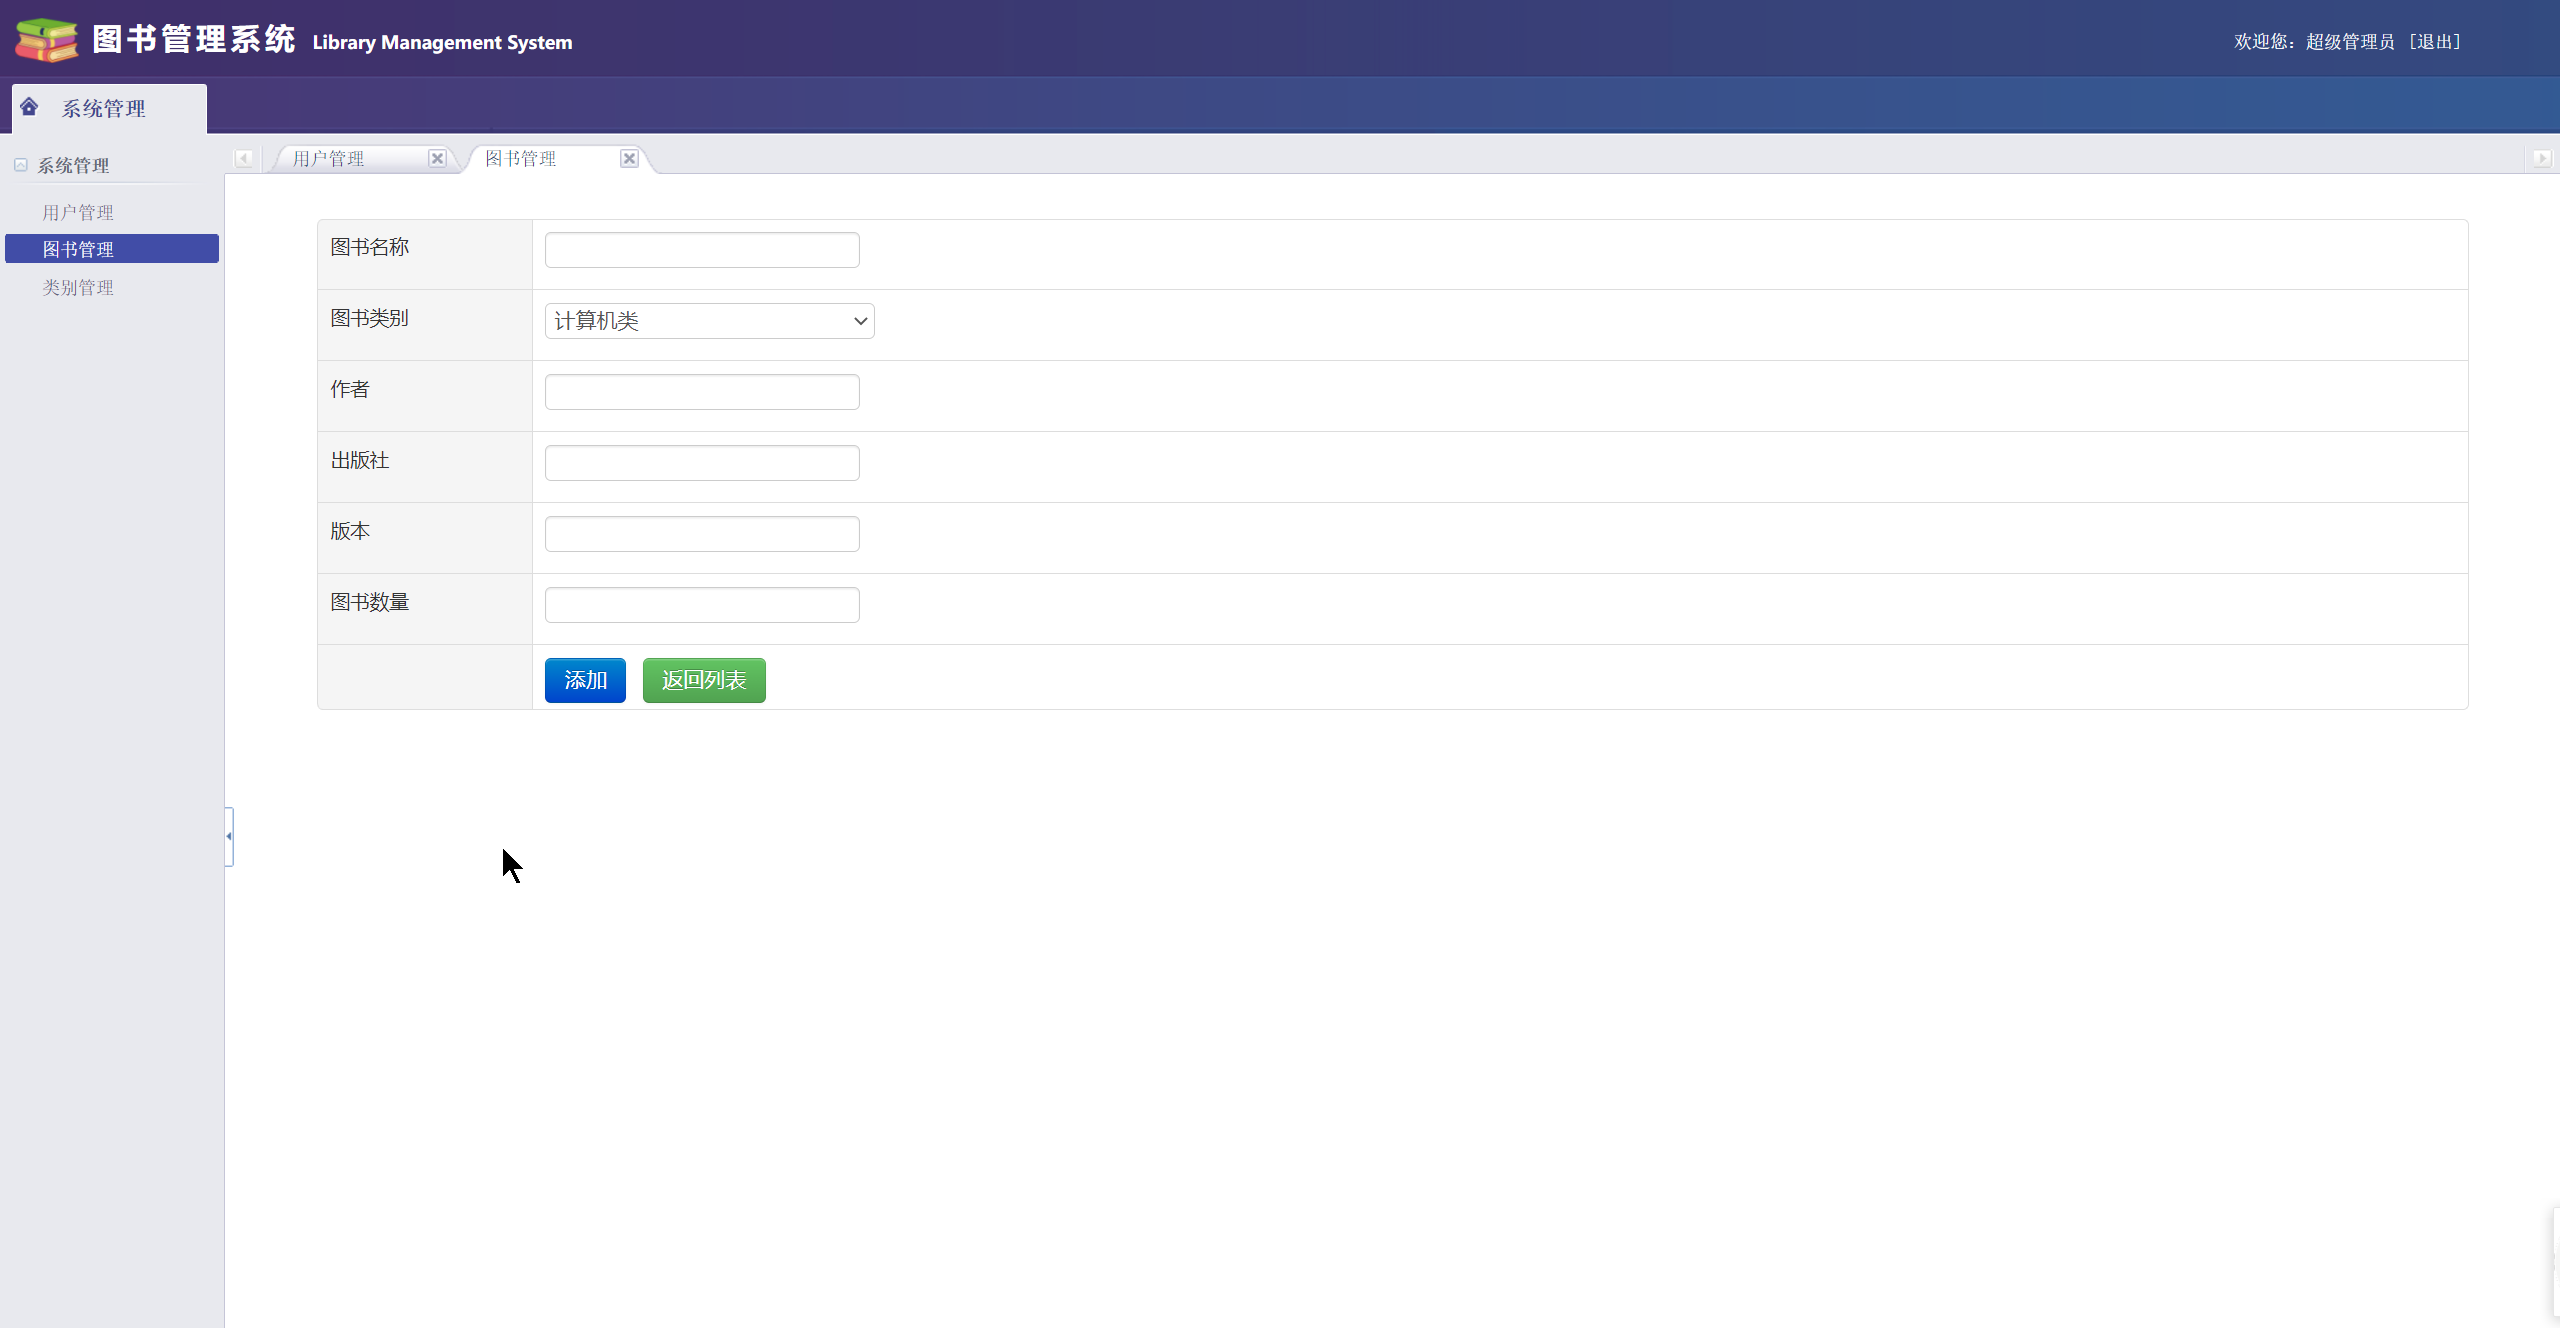 图书管理系统 Library Management System
欢迎您：超级管理员 [退出]
系统管理
系统管理
用户管理
图书管理
类别管理
用户管理 图书管理
图书名称
图书类别 计算机类
作者
出版社
版本
图书数量
添加 返回列表